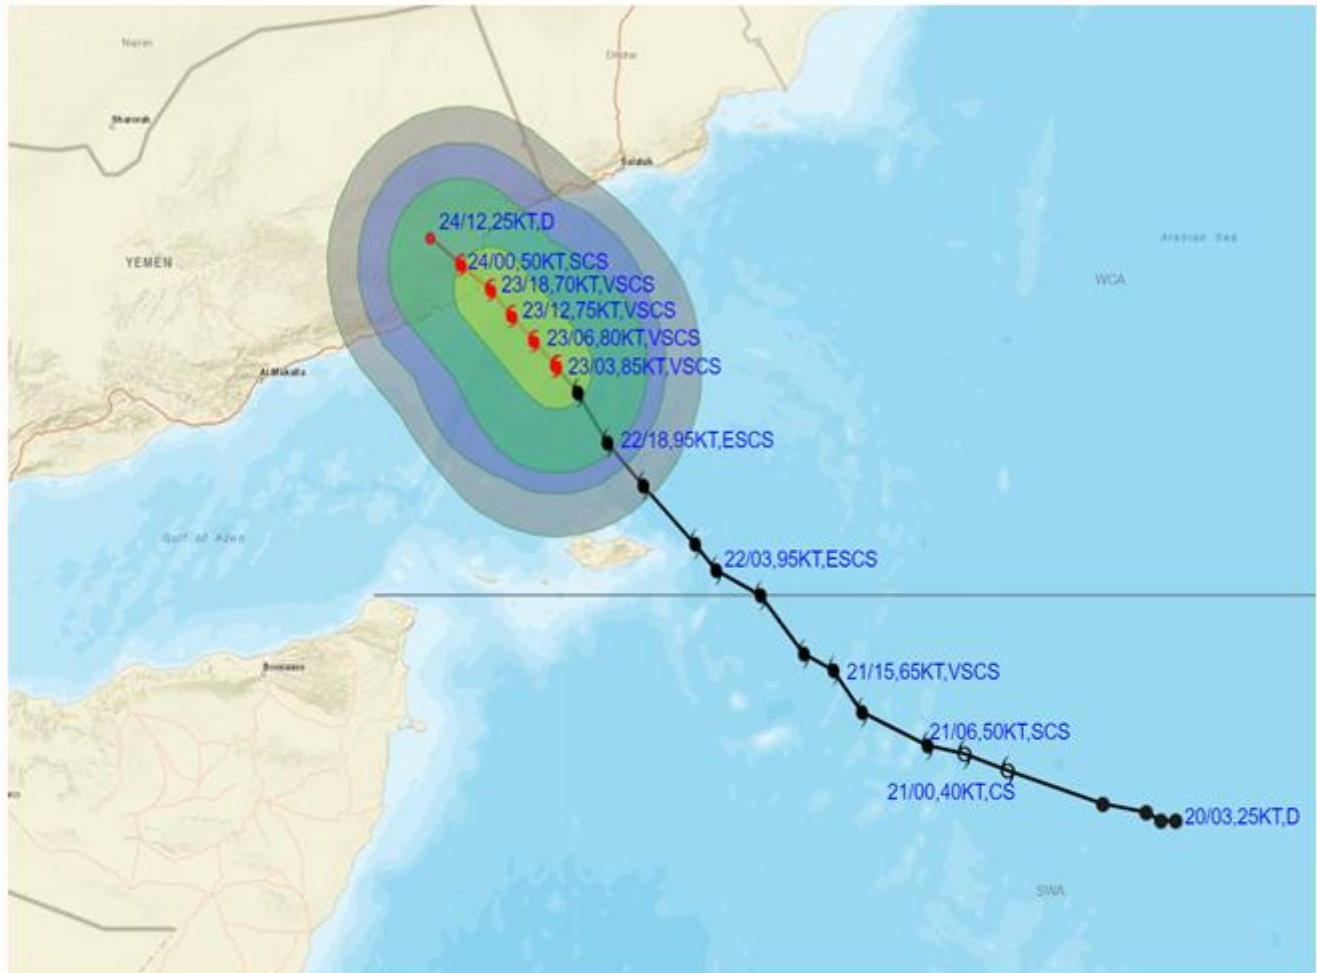 Najran
Dhofar
Sharorah
Salalah
24/12,25KT,D
Arabian Sea
YEMEN
24/00,50KT,SCS
WCA
23/18,70KT,VSCS
23/12,75KT,VSCS
23/06,80KT,VSCS
23/03,85KT,VSCS
Al Mukalla
22/18,95KT,ESCS
Gulf of Aden
22/03,95KT,ESCS
Boosaaso
21/15,65KT,VSCS
21/06,50KT,SCS
21/00,40KT,CS
20/03,25KT,D
SWA